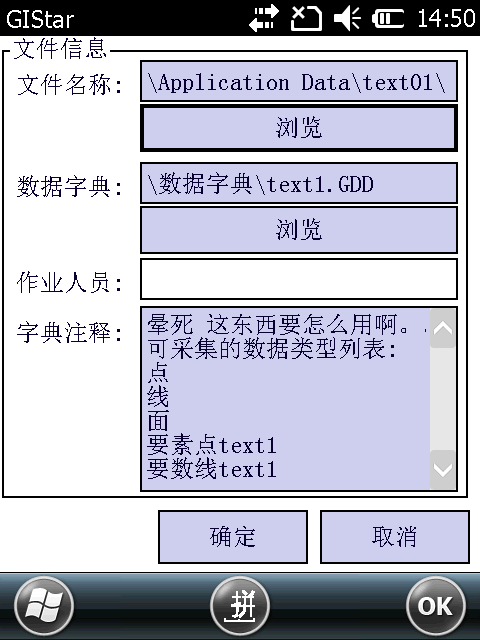 GIStar 14:50
文件信息
文件名称: \Application Data\text01\
浏览
数据字典: \数据字典\text1.GDD
浏览
作业人员:
字典注释: 晕死 这东西要怎么用啊。.
可采集的数据类型列表:
点
线
面
要素点text1
要数线text1
确定 取消
拼 OK